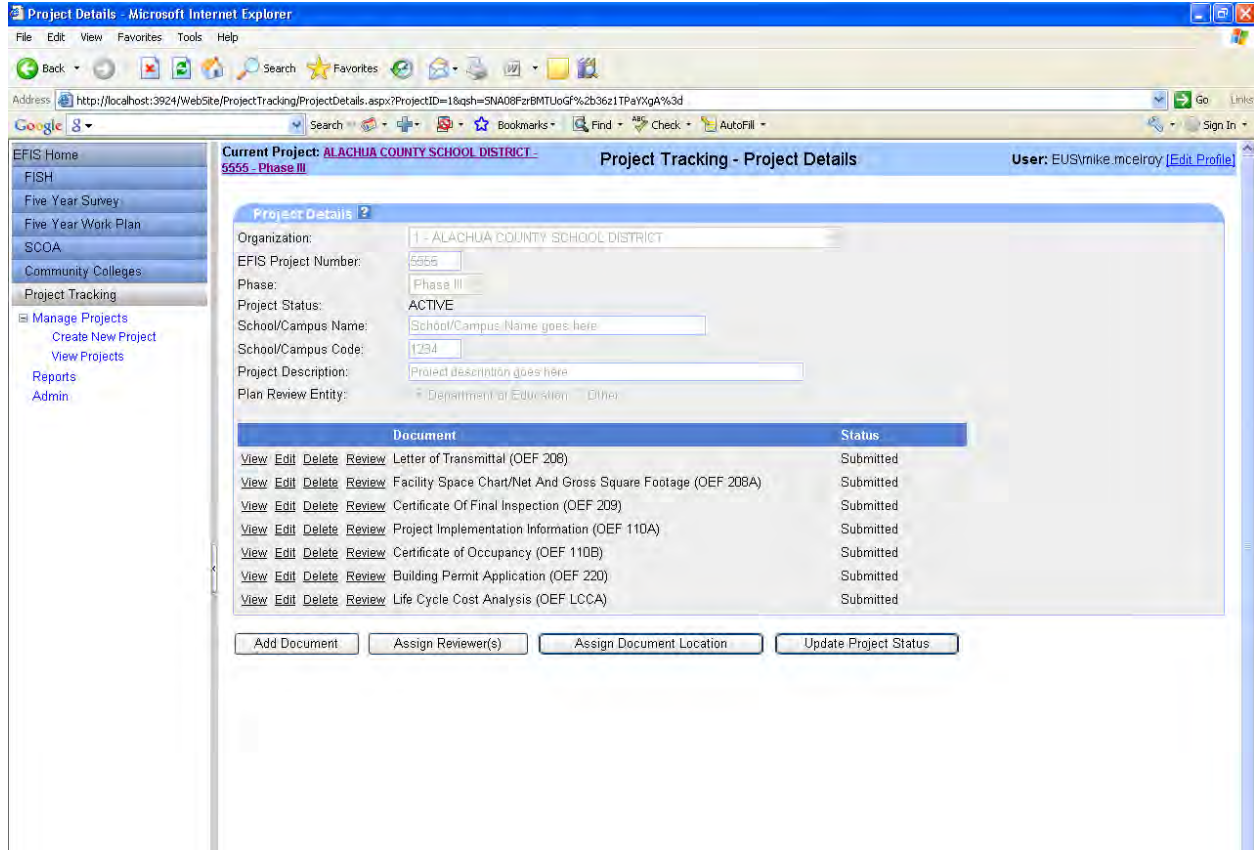 Project Details - Microsoft Internet Explorer
File Edit View Favorites Tools Help
Back Search Favorites
Address http://localhost:3924/WebSite/ProjectTracking/ProjectDetails.aspx?ProjectID=1&qsh=SNA08FzrBMTUoGf%2b36z1TPaYXgA%3d Go Links
Google Search Bookmarks Find Check AutoFill Sign In
EFIS Home
FISH
Five Year Survey
Five Year Work Plan
SCOA
Community Colleges
Project Tracking
Manage Projects
Create New Project
View Projects
Reports
Admin
Current Project: ALACHUA COUNTY SCHOOL DISTRICT -
5555 - Phase III
Project Tracking - Project Details
User: EUS\mike.mcelroy [Edit Profile]
Project Details ?
Organization: 1 - ALACHUA COUNTY SCHOOL DISTRICT
EFIS Project Number: 5555
Phase: Phase III
Project Status: ACTIVE
School/Campus Name: School/Campus Name goes here
School/Campus Code: 1234
Project Description: Project description goes here
Plan Review Entity: Department of Education Other
Document Status
View Edit Delete Review Letter of Transmittal (OEF 208) Submitted
View Edit Delete Review Facility Space Chart/Net And Gross Square Footage (OEF 208A) Submitted
View Edit Delete Review Certificate Of Final Inspection (OEF 209) Submitted
View Edit Delete Review Project Implementation Information (OEF 110A) Submitted
View Edit Delete Review Certificate of Occupancy (OEF 110B) Submitted
View Edit Delete Review Building Permit Application (OEF 220) Submitted
View Edit Delete Review Life Cycle Cost Analysis (OEF LCCA) Submitted
Add Document Assign Reviewer(s) Assign Document Location Update Project Status